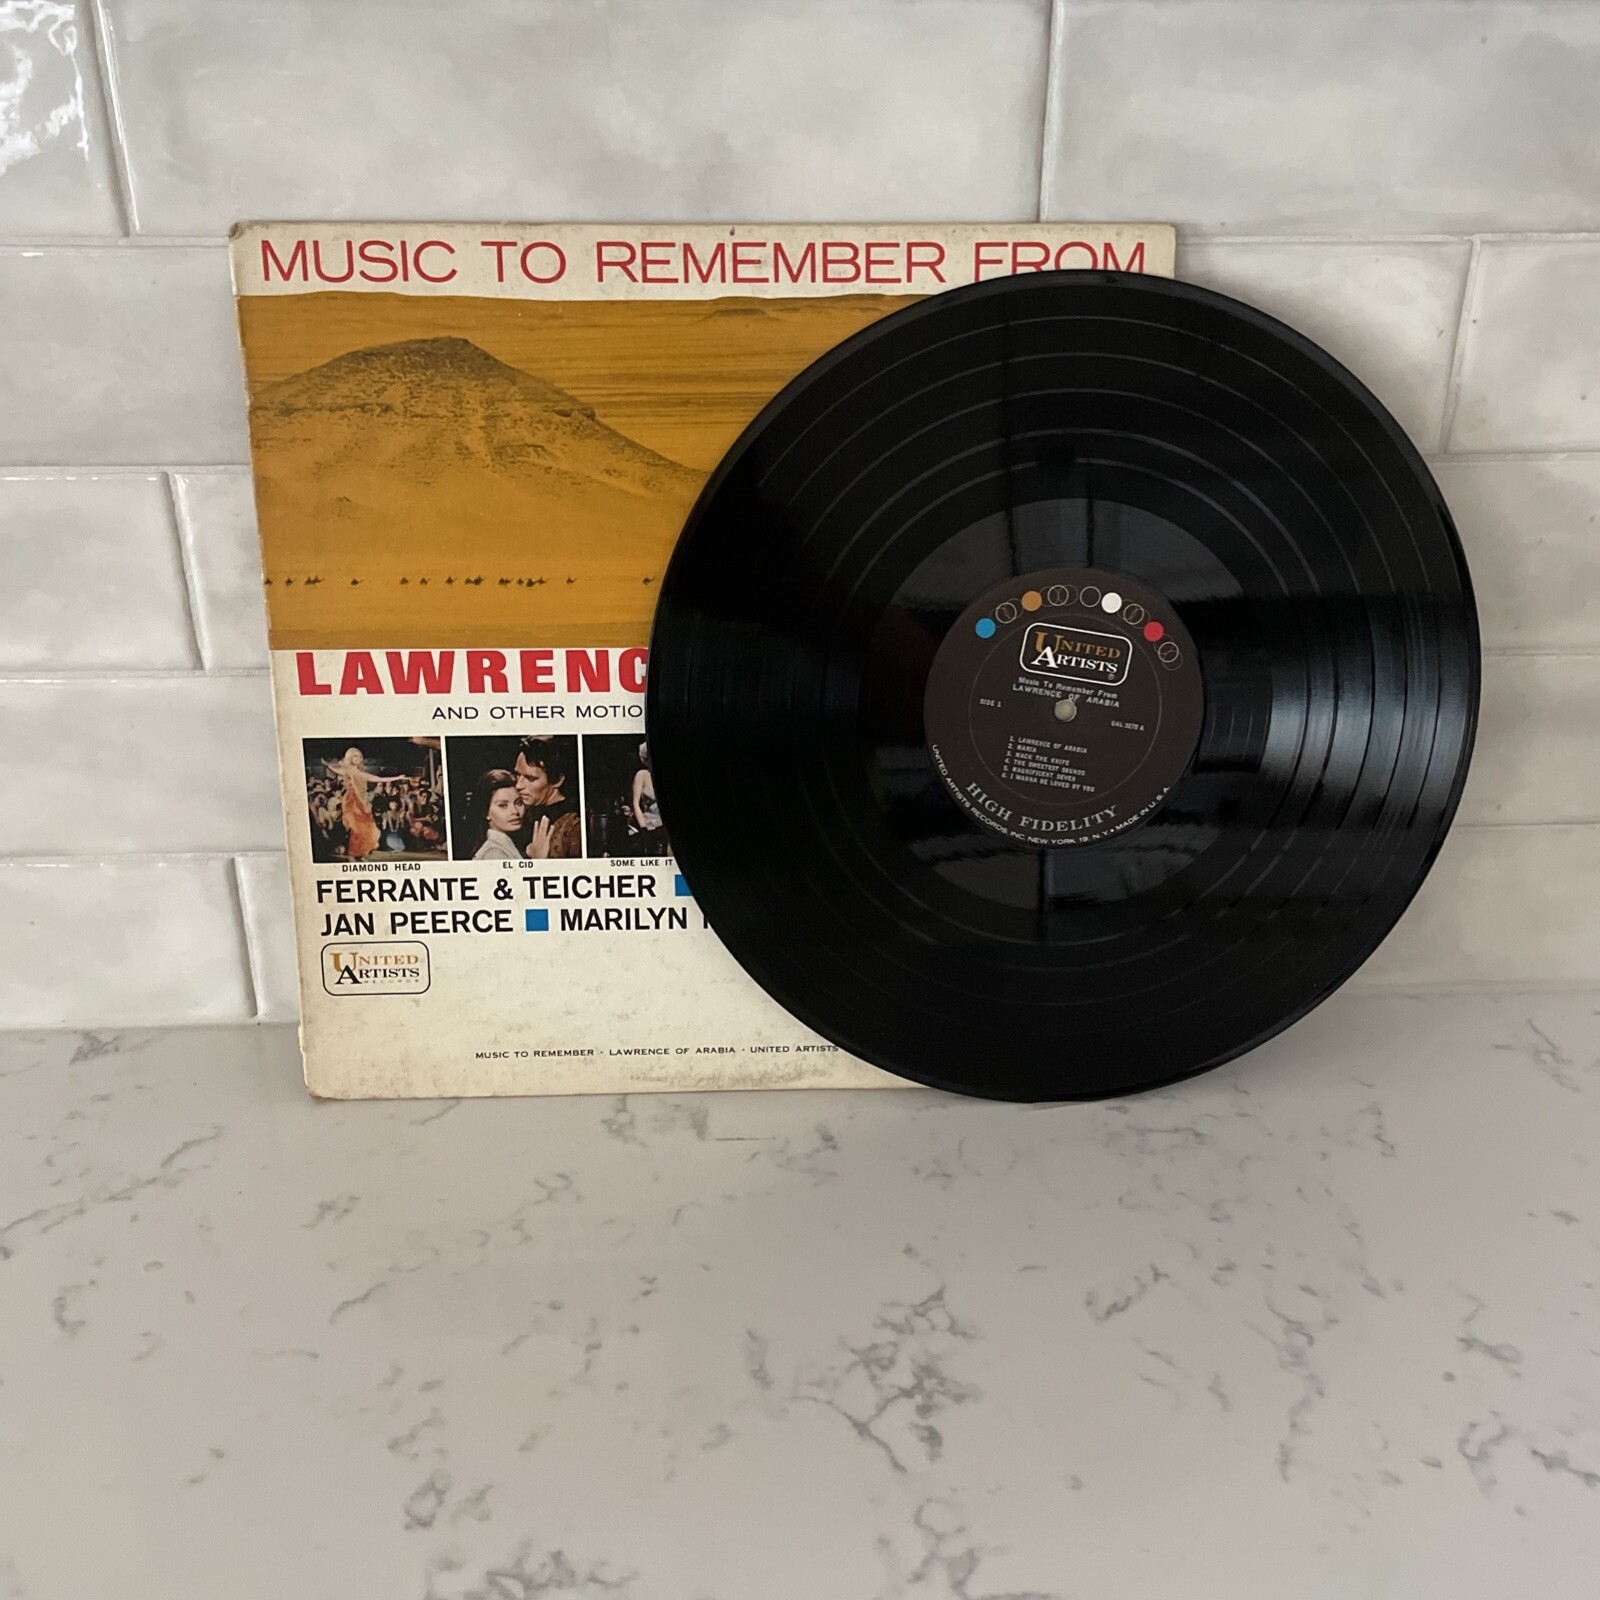 MUSIC TO REMEMBER FROM
LAWRENC
AND OTHER MOTIO
DIAMOND HEAD
EL CID
SOME LIKE IT
FERRANTE & TEICHER
JAN PEERCE MARILYN
UNITED
ARTISTS
RECORDS
MUSIC TO REMEMBER · LAWRENCE OF ARABIA · UNITED ARTISTS
UNITED
ARTISTS
®
Music To Remember From
LAWRENCE OF ARABIA
SIDE 1
UAL 3278 A
1. LAWRENCE OF ARABIA
2. MARIA
3. MACK THE KNIFE
4. THE SWEETEST SOUNDS
5. MAGNIFICENT SEVEN
6. I WANNA BE LOVED BY YOU
HIGH FIDELITY
UNITED ARTISTS RECORDS, INC. NEW YORK 19, N.Y. • MADE IN U.S.A.